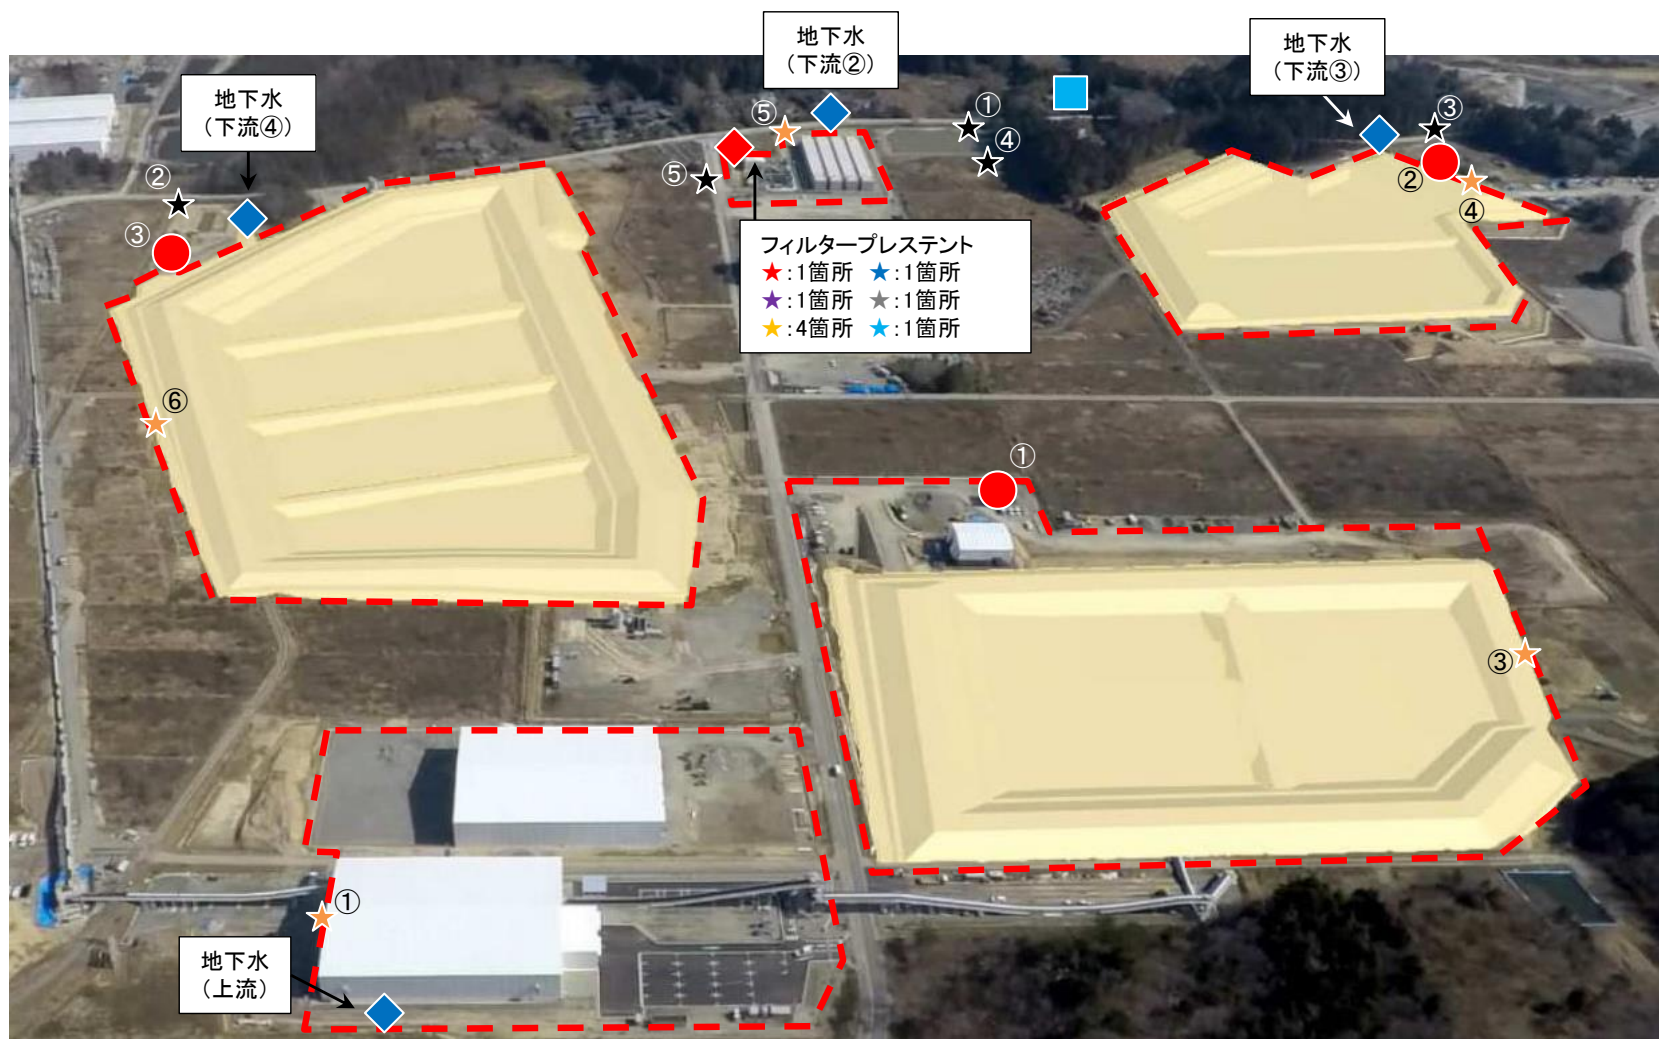 地下水
（下流②）
地下水
（下流③）
地下水
（下流④）
⑤
①
③
④
②
⑤
②
④
③
フィルタープレステント
★：1箇所 ★：1箇所
★：1箇所 ★：1箇所
★：4箇所 ★：1箇所
⑥
①
③
①
地下水
（上流）